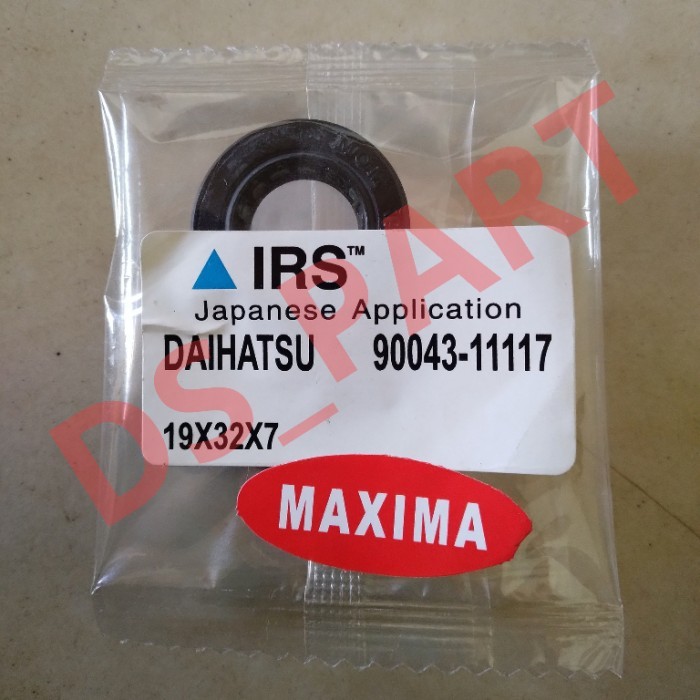 IRS™
Japanese Application
DAIHATSU 90043-11117
19X32X7
MAXIMA
DS_PART